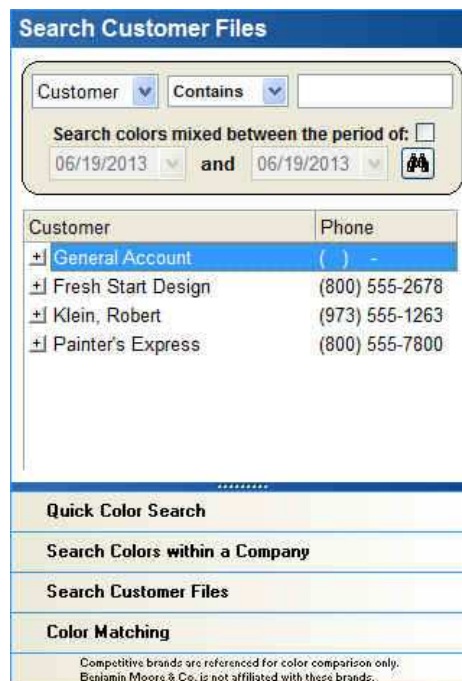 Search Customer Files
Customer Contains
Search colors mixed between the period of:
06/19/2013 and 06/19/2013
Customer Phone
General Account ( ) -
Fresh Start Design (800) 555-2678
Klein, Robert (973) 555-1263
Painter's Express (800) 555-7800
Quick Color Search
Search Colors within a Company
Search Customer Files
Color Matching
Competitive brands are referenced for color comparison only.
Benjamin Moore & Co. is not affiliated with these brands.